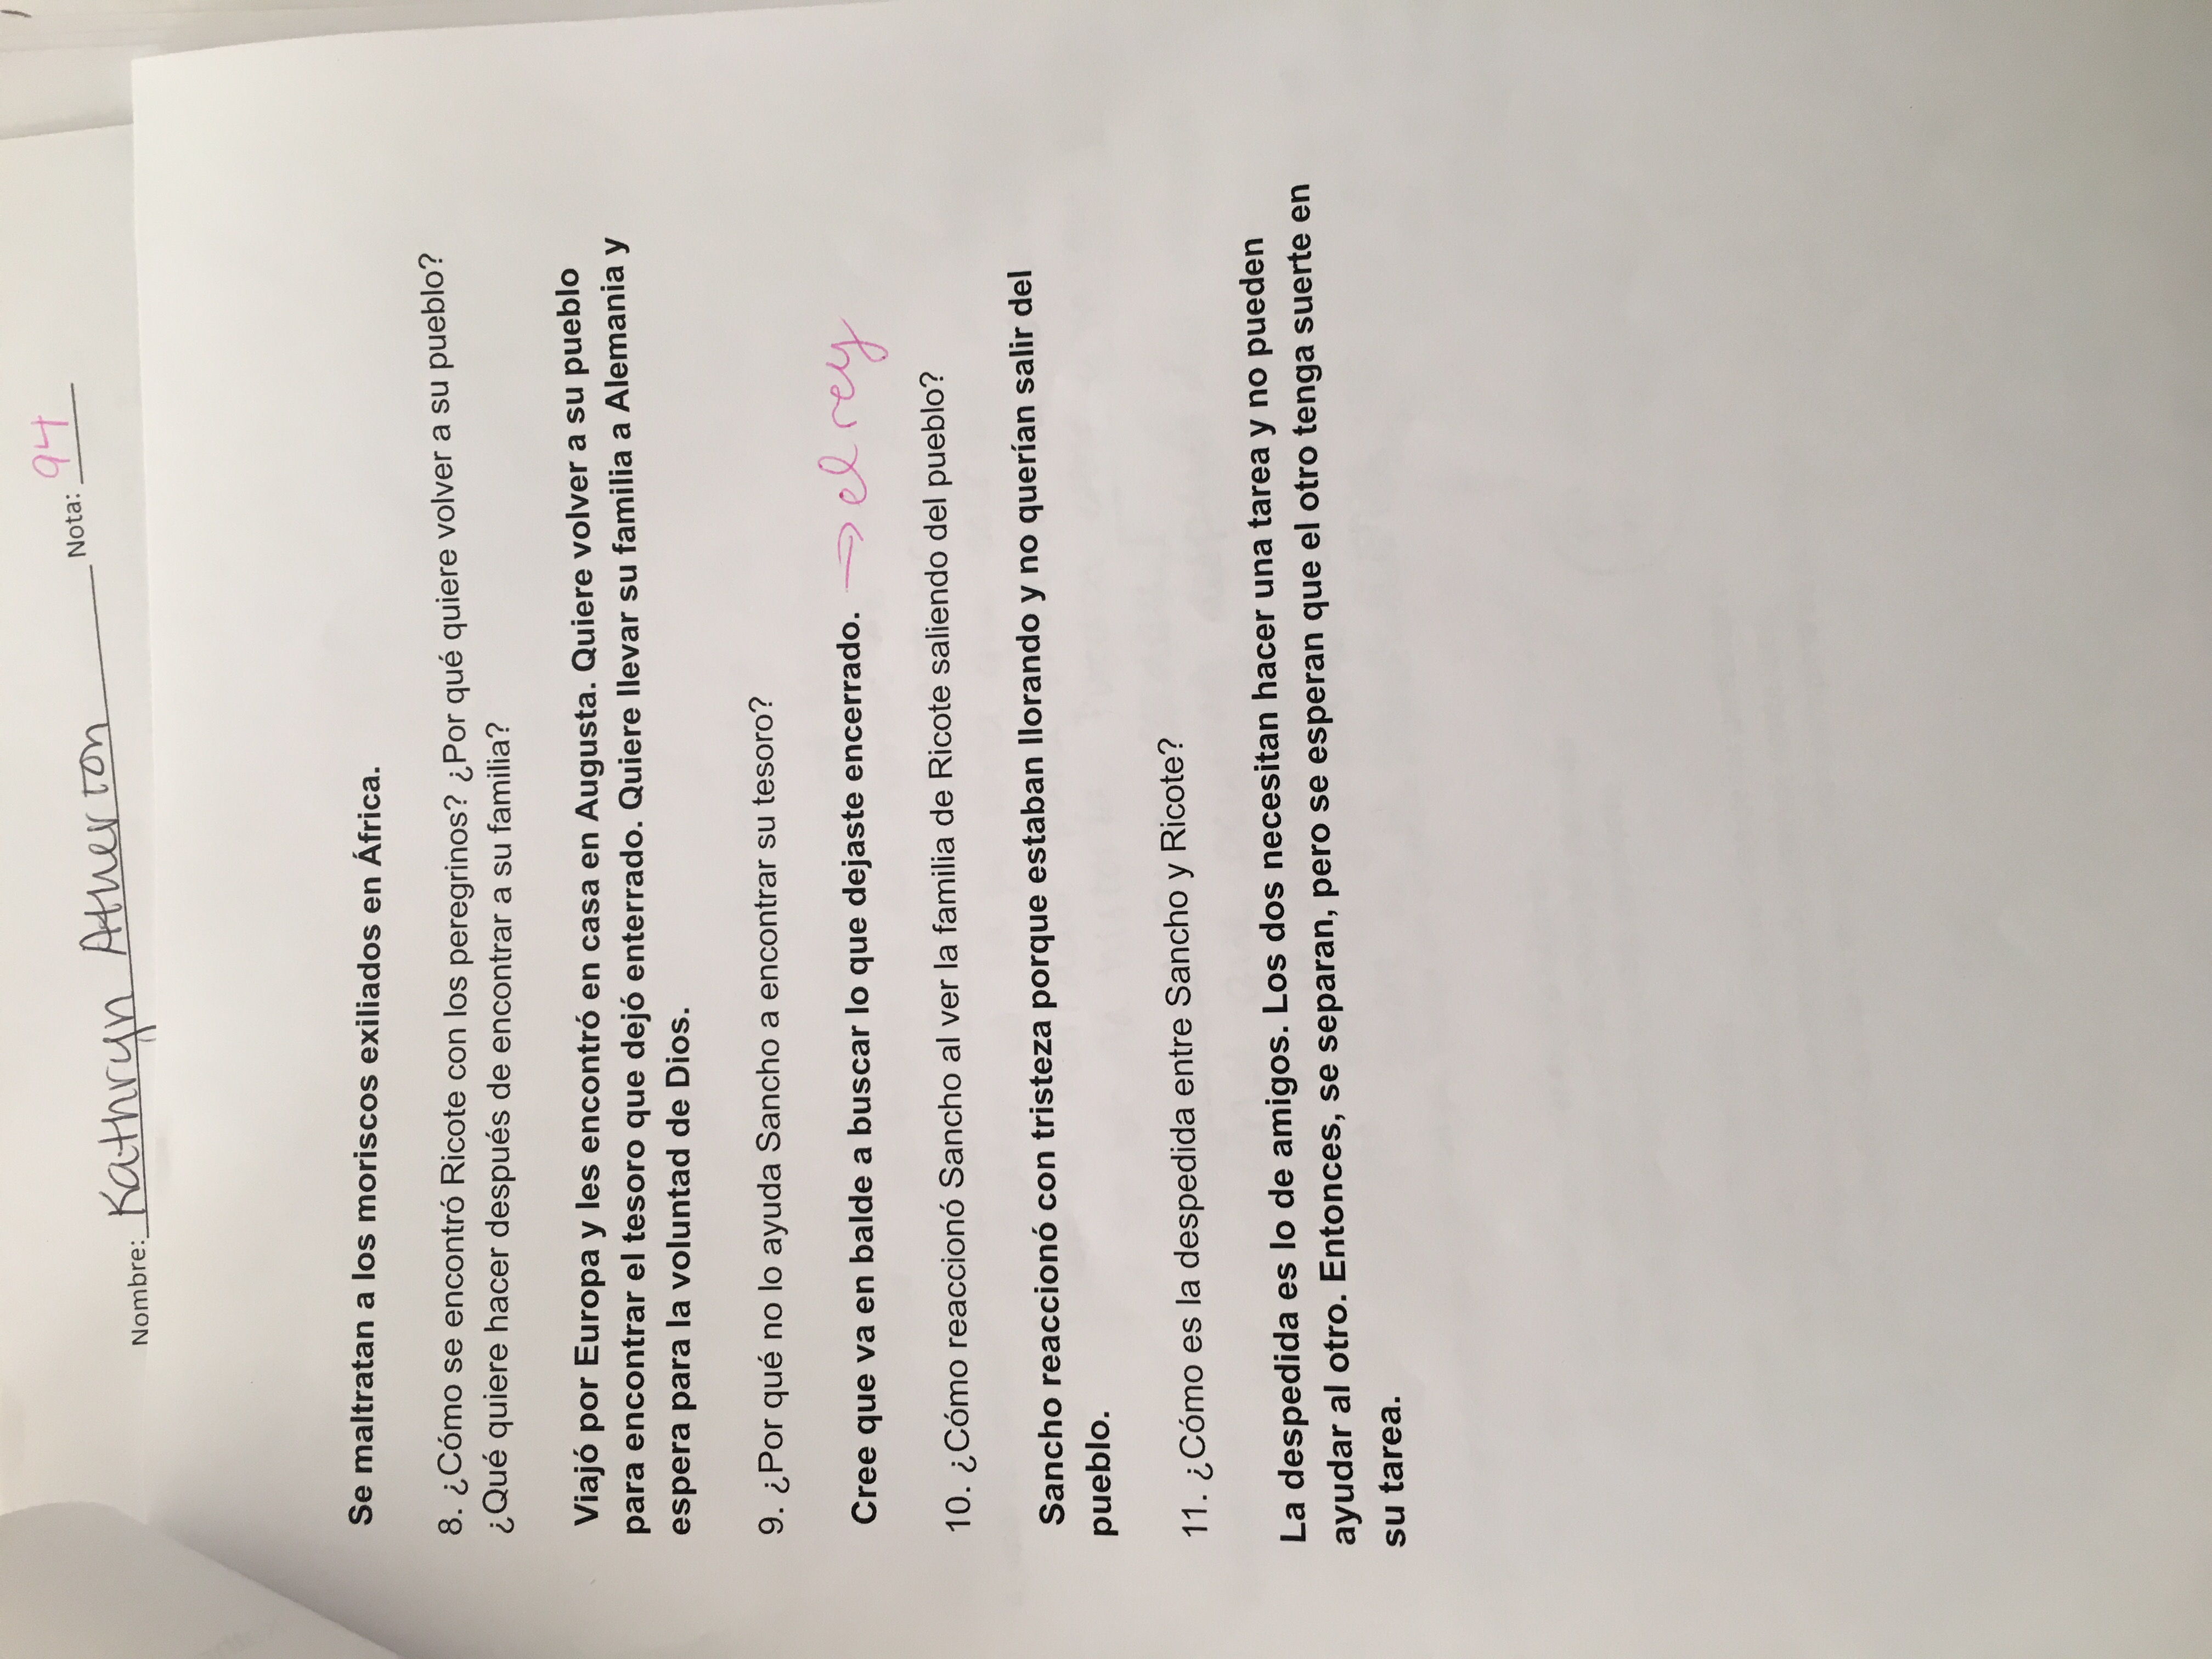 Nombre: Kathryn Atherton Nota: 94
Se maltratan a los moriscos exiliados en África.
8. ¿Cómo se encontró Ricote con los peregrinos? ¿Por qué quiere volver a su pueblo?
¿Qué quiere hacer después de encontrar a su familia?
Viajó por Europa y les encontró en casa en Augusta. Quiere volver a su pueblo
para encontrar el tesoro que dejó enterrado. Quiere llevar su familia a Alemania y
espera para la voluntad de Dios.
9. ¿Por qué no lo ayuda Sancho a encontrar su tesoro?
Cree que va en balde a buscar lo que dejaste encerrado. → el rey
10. ¿Cómo reaccionó Sancho al ver la familia de Ricote saliendo del pueblo?
Sancho reaccionó con tristeza porque estaban llorando y no querían salir del
pueblo.
11. ¿Cómo es la despedida entre Sancho y Ricote?
La despedida es lo de amigos. Los dos necesitan hacer una tarea y no pueden
ayudar al otro. Entonces, se separan, pero se esperan que el otro tenga suerte en
su tarea.